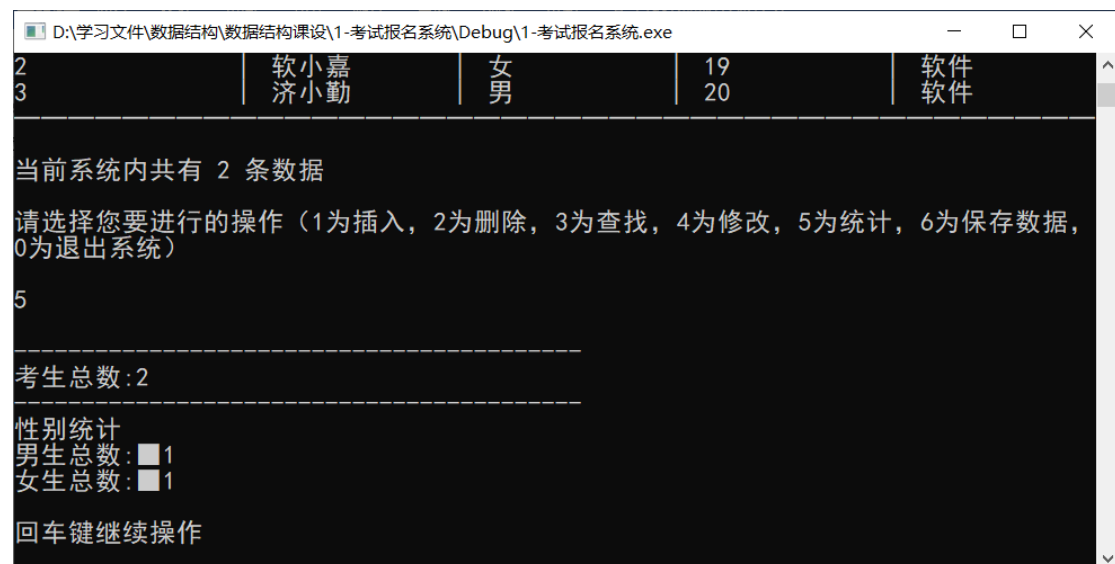 D:\学习文件\数据结构\数据结构课设\1-考试报名系统\Debug\1-考试报名系统.exe
2 | 软小嘉 | 女 | 19 | 软件
3 | 济小勤 | 男 | 20 | 软件
当前系统内共有 2 条数据
请选择您要进行的操作（1为插入，2为删除，3为查找，4为修改，5为统计，6为保存数据，
0为退出系统）
5
------------------------------------------
考生总数:2
------------------------------------------
性别统计
男生总数:■1
女生总数:■1
回车键继续操作